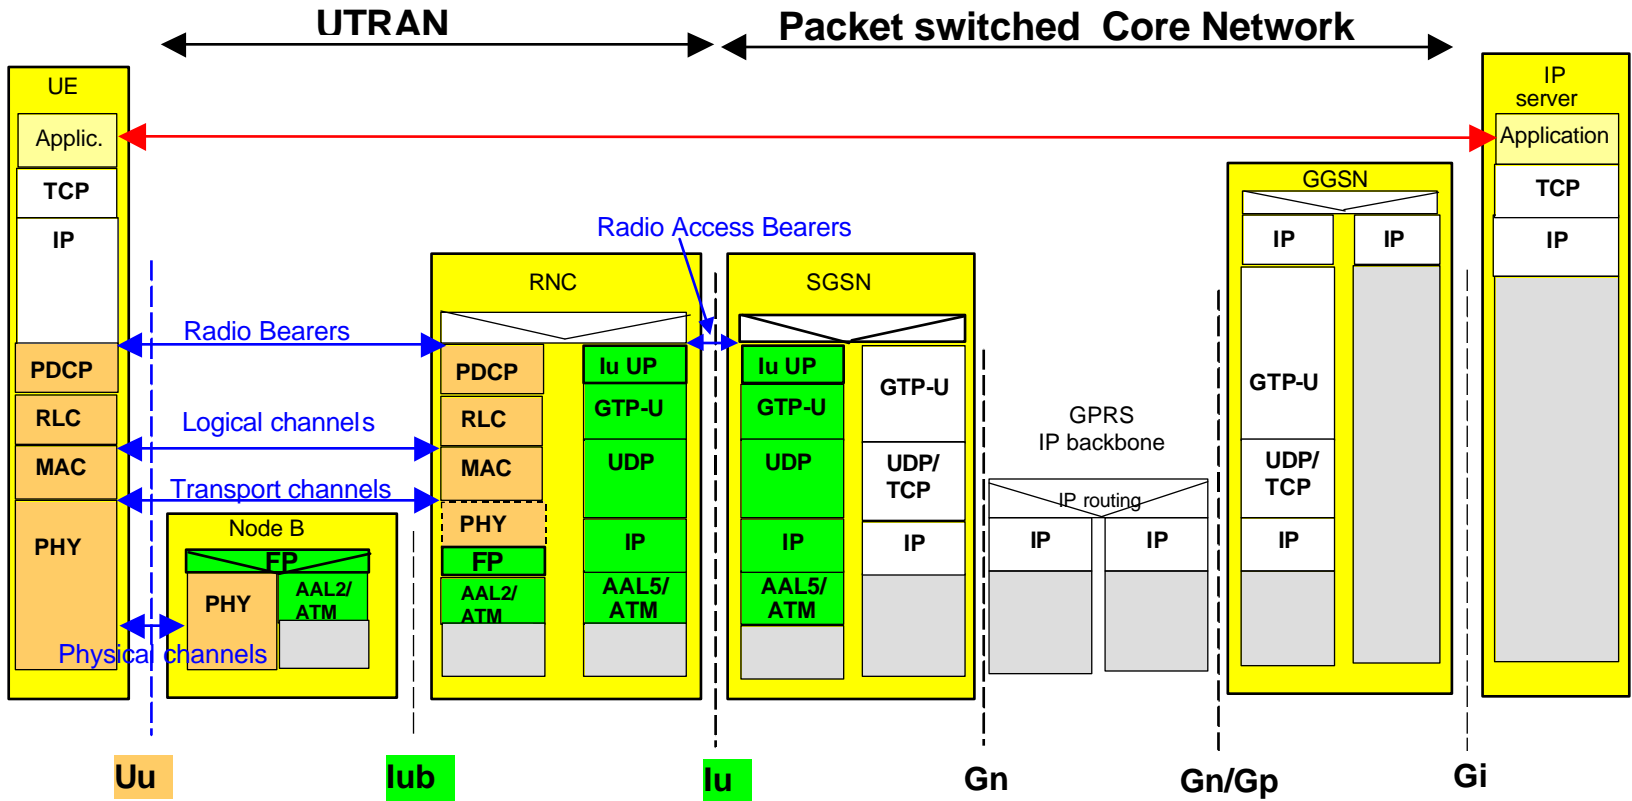 UTRAN
Packet switched Core Network
UE
Applic.
TCP
IP
PDCP
RLC
MAC
PHY
Radio Bearers
Logical channels
Transport channels
Physical channels
Node B
FP
PHY
AAL2/
ATM
RNC
PDCP
RLC
MAC
PHY
FP
AAL2/
ATM
Iu UP
GTP-U
UDP
IP
AAL5/
ATM
Radio Access Bearers
SGSN
Iu UP
GTP-U
UDP
IP
AAL5/
ATM
GTP-U
UDP/
TCP
IP
GPRS
IP backbone
IP routing
IP
IP
GGSN
IP
IP
GTP-U
UDP/
TCP
IP
IP
server
Application
TCP
IP
Uu
Iub
Iu
Gn
Gn/Gp
Gi